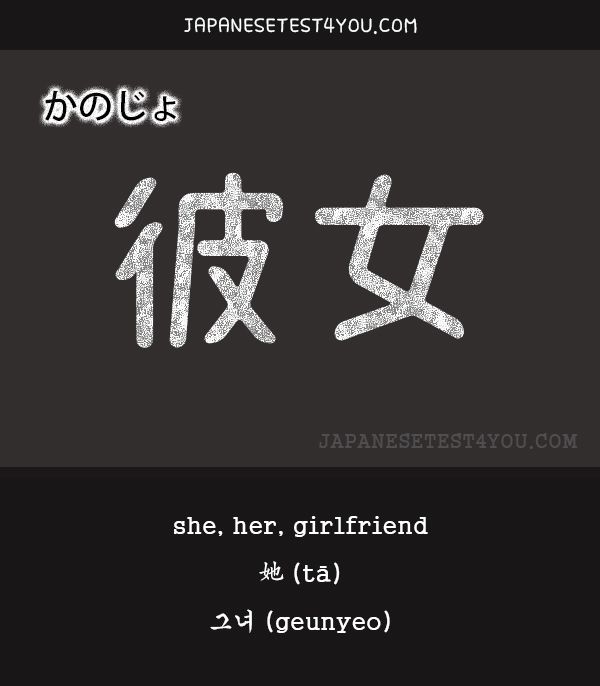 JAPANESETEST4YOU.COM
かのじょ
彼女
JAPANESETEST4YOU.COM
she, her, girlfriend
她 (tā)
그녀 (geunyeo)